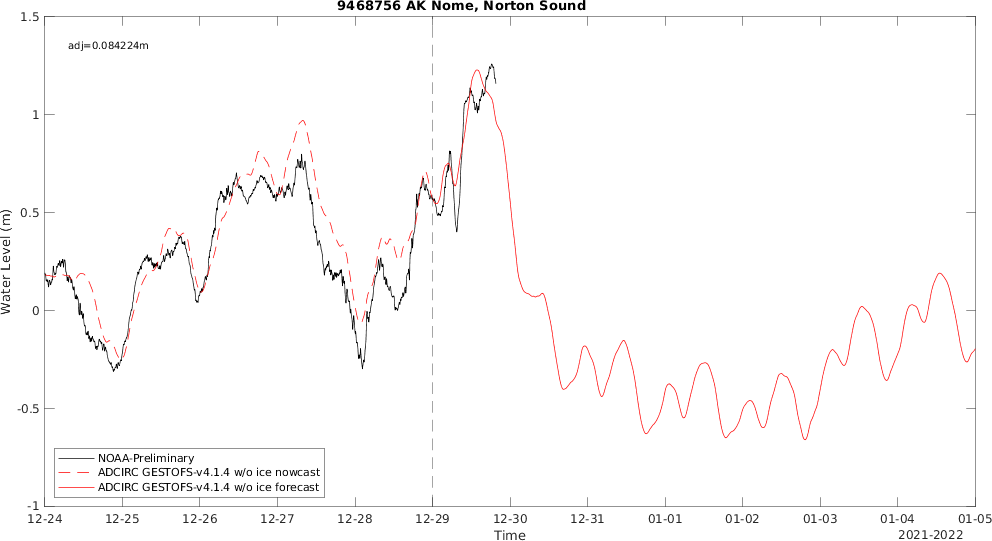 9468756 AK Nome, Norton Sound
adj=0.084224m
Water Level (m)
1.5
1
0.5
0
-0.5
-1
NOAA-Preliminary
ADCIRC GESTOFS-v4.1.4 w/o ice nowcast
ADCIRC GESTOFS-v4.1.4 w/o ice forecast
12-24 12-25 12-26 12-27 12-28 12-29 12-30 12-31 01-01 01-02 01-03 01-04 01-05
Time
2021-2022